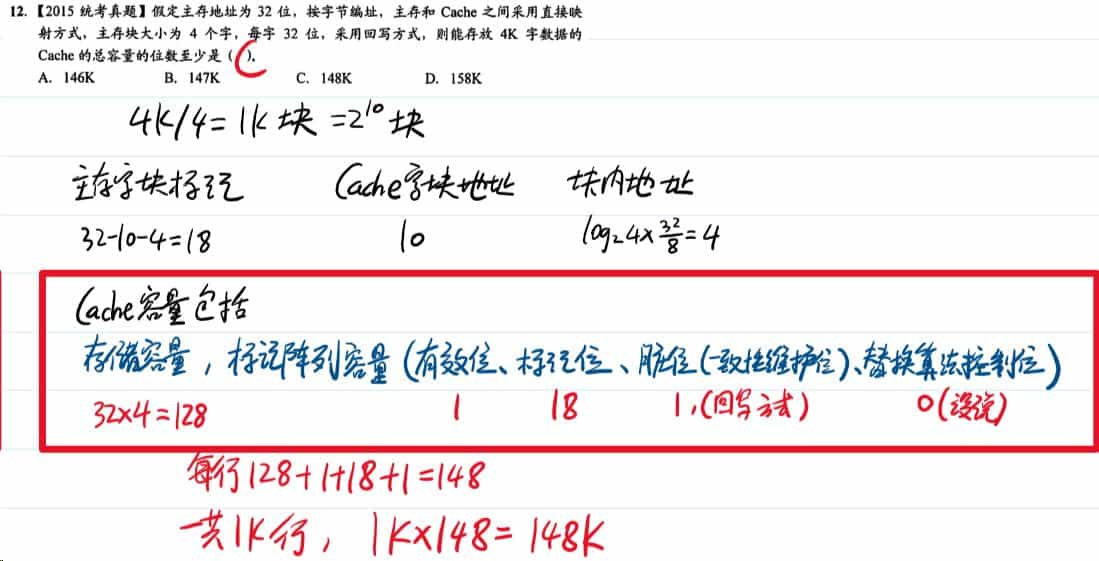 12.【2015 统考真题】假定主存地址为 32 位，按字节编址，主存和 Cache 之间采用直接映
射方式，主存块大小为 4 个字，每字 32 位，采用回写方式，则能存放 4K 字数据的
Cache 的总容量的位数至少是（ C ）。
A. 146K B. 147K C. 148K D. 158K
4K/4=1K 块 =2^10 块
主存字块标记 Cache字块地址 块内地址
32-10-4=18 10 log₂4×32/8=4
Cache容量包括
存储容量，标记阵列容量(有效位、标记位、脏位(一致性维护位)、替换算法控制位)
32×4=128 1 18 1,(回写方式) 0(没说)
每行128+1+18+1=148
一共1K行，1K×148=148K